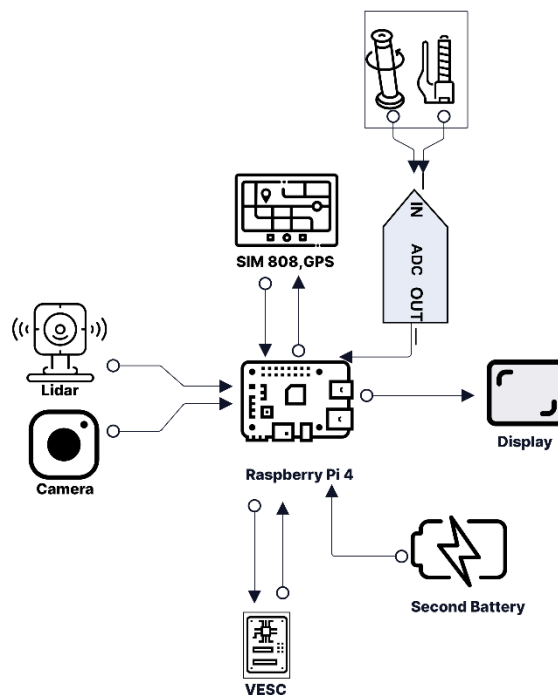 IN
ADC
OUT
SIM 808,GPS
Lidar
Camera
Raspberry Pi 4
Display
Second Battery
VESC